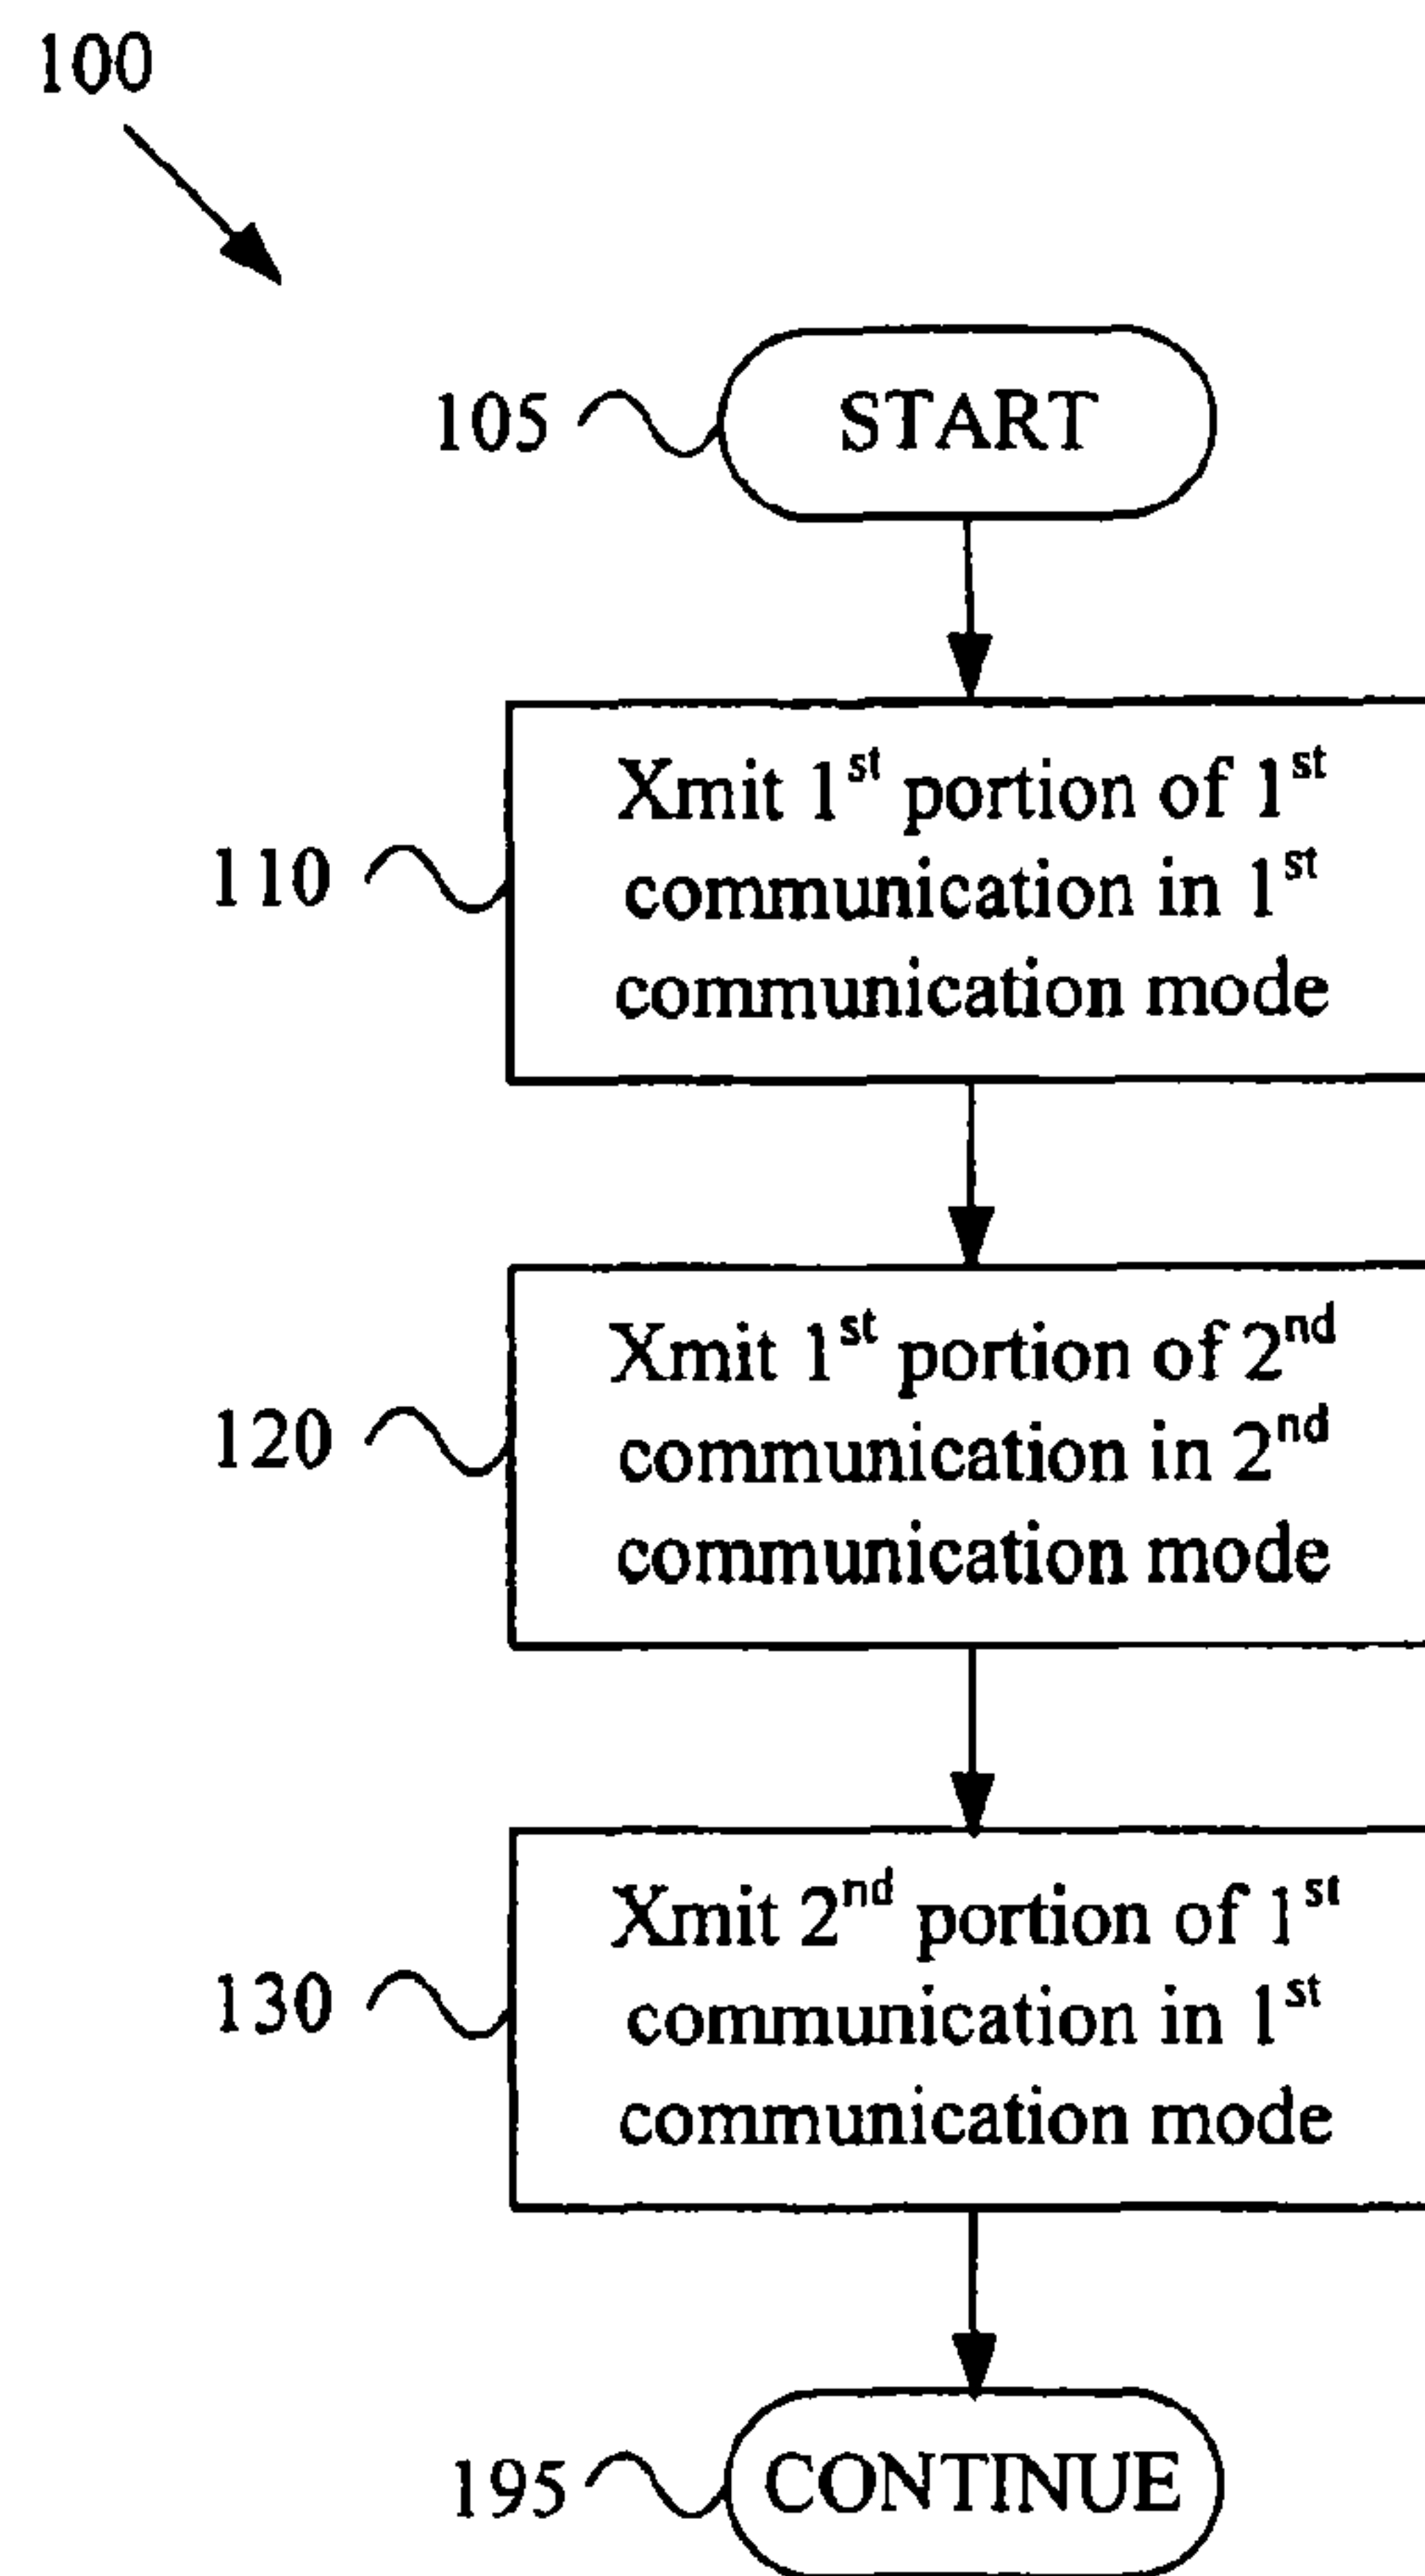 100
105 START
110
Xmit 1st portion of 1st
communication in 1st
communication mode
120
Xmit 1st portion of 2nd
communication in 2nd
communication mode
130
Xmit 2nd portion of 1st
communication in 1st
communication mode
195 CONTINUE